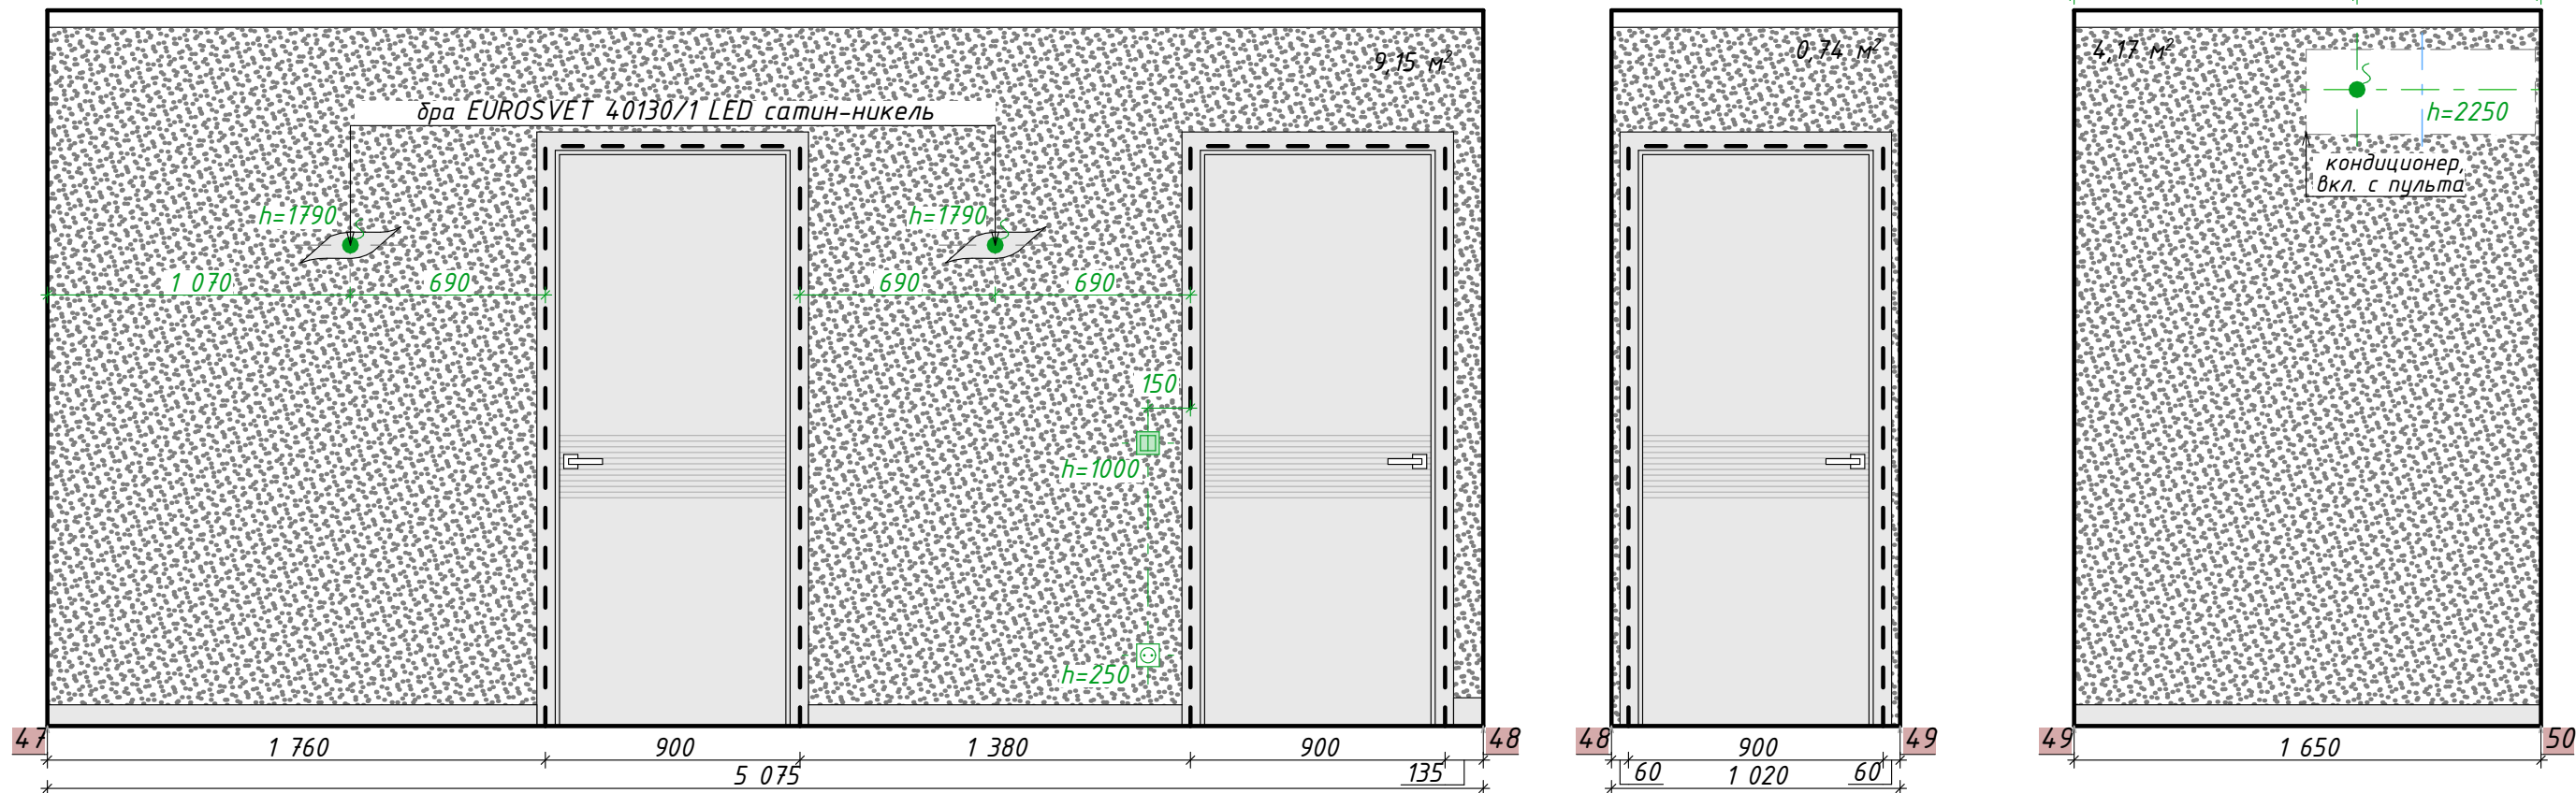 9,15 м²
бра EUROSVET 40130/1 LED сатин-никель
h=1790
h=1790
1 070
690
690
690
150
h=1000
h=250
47
48
1 760
900
1 380
900
5 075
135
0,74 м²
48
49
900
60
1 020
60
4,17 м²
h=2250
кондиционер,
вкл. с пульта
49
50
1 650